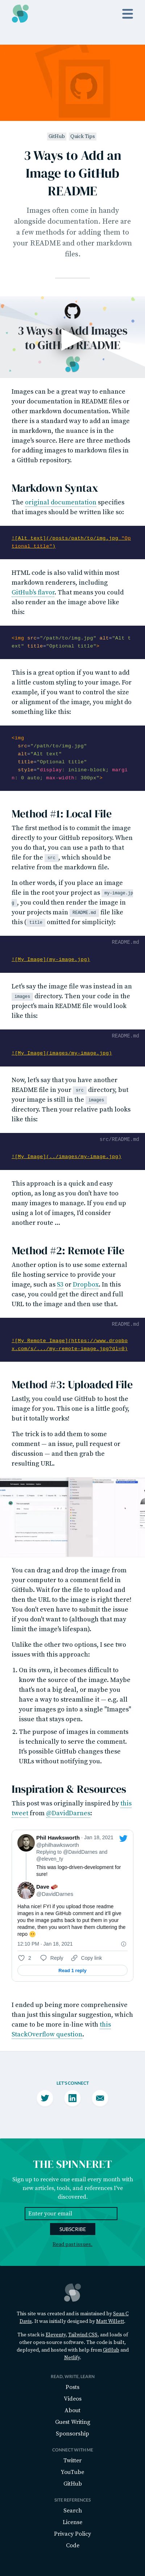 GitHub Quick Tips
3 Ways to Add an
Image to GitHub
README
Images often come in handy
alongside documentation. Here are
a few methods for adding them to
your README and other markdown
files.
3 Ways to Add Images
to GitHub README
Images can be a great way to enhance
your documentation in README files or
other markdown documentation. While
there is a standard way to add an image
in markdown, the nuance is in the
image's source. Here are three methods
for adding images to markdown files in
a GitHub repository.
Markdown Syntax
The original documentation specifies
that images should be written like so:
![Alt text](/posts/path/to/img.jpg "Op
tional title")
HTML code is also valid within most
markdown renderers, including
GitHub's flavor. That means you could
also render an the image above like
this:
<img src="/path/to/img.jpg" alt="Alt t
ext" title="Optional title">
This is a great option if you want to add
a little custom styling to your image. For
example, if you want to control the size
or alignment of the image, that might do
something like this:
<img
src="/path/to/img.jpg"
alt="Alt text"
title="Optional title"
style="display: inline-block; margi
n: 0 auto; max-width: 300px">
Method #1: Local File
The first method is to commit the image
directly to your GitHub repository. When
you do that, you can use a path to that
file for the src, which should be
relative from the markdown file.
In other words, if you place an image
file in the root of your project as my-image.jp
g, you could then render the image in
your projects main README.md file like
this (title omitted for simplicity):
README.md
![My Image](my-image.jpg)
Let's say the image file was instead in an
images directory. Then your code in the
main project's main README file would look
like this:
README.md
![My Image](images/my-image.jpg)
Now, let's say that you have another
README file in your src directory, but
your image is still in the images
directory. Then your relative path looks
like this:
src/README.md
![My Image](../images/my-image.jpg)
This approach is a quick and easy
option, as long as you don't have too
many images to manage. If you end up
using a lot of images, I'd consider
another route ...
Method #2: Remote File
Another option is to use some external
file hosting service to provide your
image, such as S3 or Dropbox. In this
case, you could get the direct and full
URL to the image and then use that.
README.md
![My Remote Image](https://www.dropbo
x.com/s/.../my-remote-image.jpg?dl=0)
Method #3: Uploaded File
Lastly, you could use GitHub to host the
image for you. This one is a little goofy,
but it totally works!
The trick is to add them to some
comment — an issue, pull request or
discussion — and then grab the
resulting URL.
You can drag and drop the image from
your computer to a comment field in
GitHub. Wait for the file to upload and
then the URL to the image is right there!
You don't even have to submit the issue
if you don't want to (although that may
limit the image's lifespan).
Unlike the other two options, I see two
issues with this approach:
1. On its own, it becomes difficult to
know the source of the image. Maybe
that's not a big deal, or maybe you
have a way to streamline it — e.g. all
your images go into a single "Images"
issue that stays open.
2. The purpose of images in comments
is technically to serve the comment.
It's possible GitHub changes these
URLs without notifying you.
Inspiration & Resources
This post was originally inspired by this
tweet from @DavidDarnes:
Phil Hawksworth · Jan 18, 2021
@philhawksworth
Replying to @DavidDarnes and
@eleven_ty
This was logo-driven-development for
sure!
Dave
@DavidDarnes
Haha nice! FYI if you upload those readme
images in a new GitHub comment and it'll give
you the image paths back to put them in your
repo. That way you don't have them cluttering the
repo
12:10 PM · Jan 18, 2021
2 Reply Copy link
Read 1 reply
I ended up being more comprehensive
than just this singular suggestion, which
came to be more in-line with this
StackOverflow question.
LET'S CONNECT
THE SPINNERET
Sign up to receive one email every month with
new articles, tools, and references I've
discovered.
Enter your email
SUBSCRIBE
Read past issues.
This site was created and is maintained by Sean C
Davis. It was initially designed by Matt Willett.
The stack is Eleventy, Tailwind CSS, and loads of
other open-source software. The code is built,
deployed, and hosted with help from GitHub and
Netlify.
READ, WRITE, LEARN
Posts
Videos
About
Guest Writing
Sponsorship
CONNECT WITH ME
Twitter
YouTube
GitHub
SITE REFERENCES
Search
License
Privacy Policy
Code